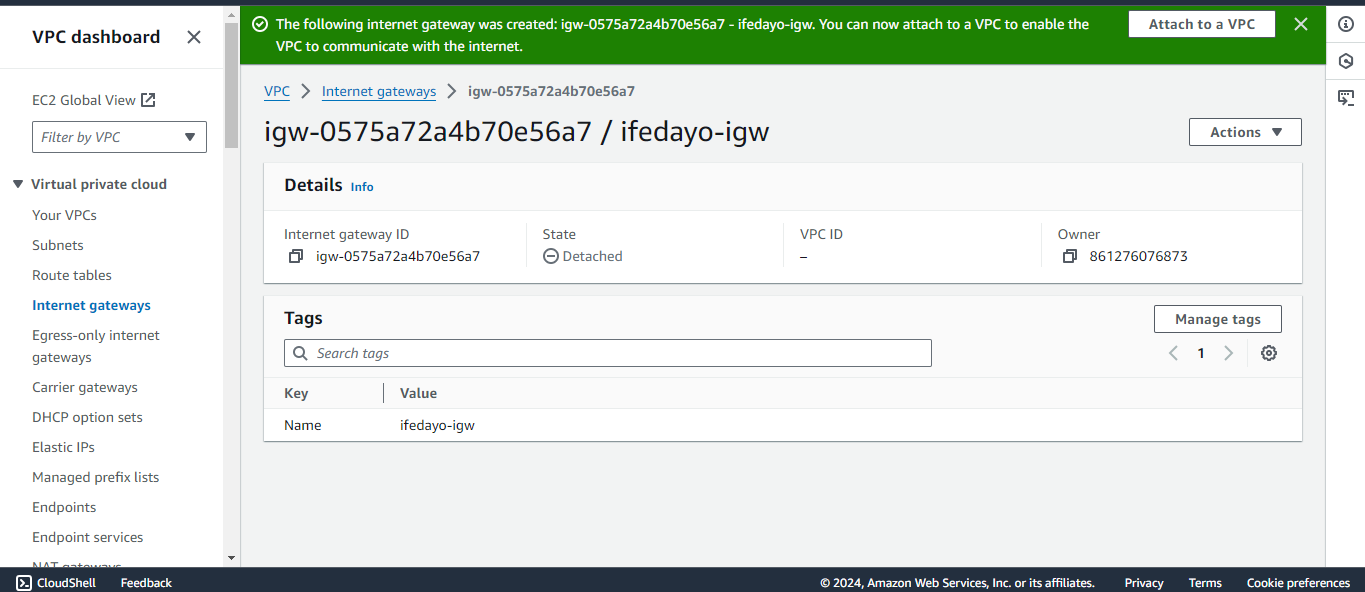 VPC dashboard
EC2 Global View
Filter by VPC
Virtual private cloud
Your VPCs
Subnets
Route tables
Internet gateways
Egress-only internet
gateways
Carrier gateways
DHCP option sets
Elastic IPs
Managed prefix lists
Endpoints
Endpoint services
NAT gateways
The following internet gateway was created: igw-0575a72a4b70e56a7 - ifedayo-igw. You can now attach to a VPC to enable the
VPC to communicate with the internet.
Attach to a VPC
VPC Internet gateways igw-0575a72a4b70e56a7
igw-0575a72a4b70e56a7 / ifedayo-igw
Actions
Details Info
Internet gateway ID
igw-0575a72a4b70e56a7
State
Detached
VPC ID
–
Owner
861276076873
Tags
Manage tags
Search tags
1
Key Value
Name ifedayo-igw
CloudShell Feedback © 2024, Amazon Web Services, Inc. or its affiliates. Privacy Terms Cookie preferences